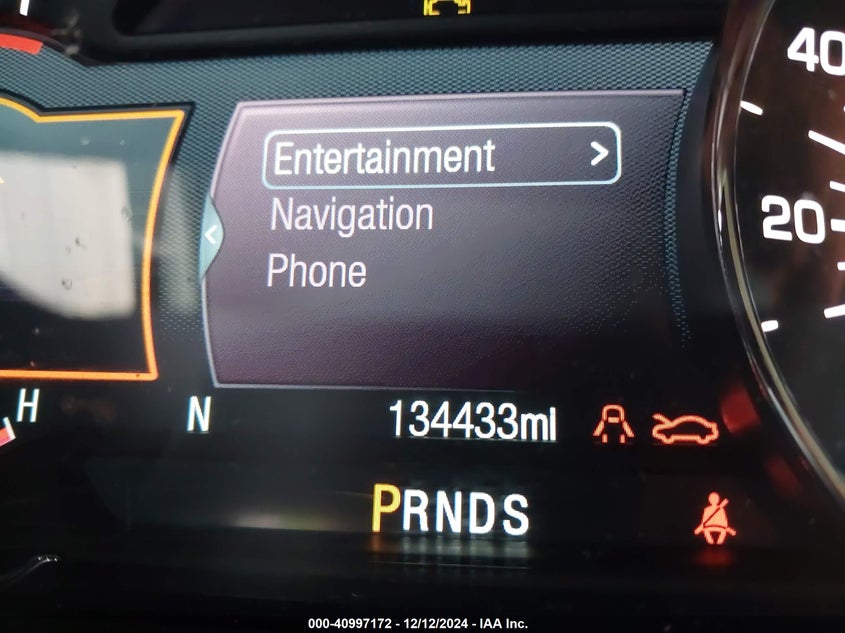 40
Entertainment >
Navigation
20
<
Phone
H
N
134433mi
PRNDS
000-40997172 - 12/12/2024 - IAA Inc.